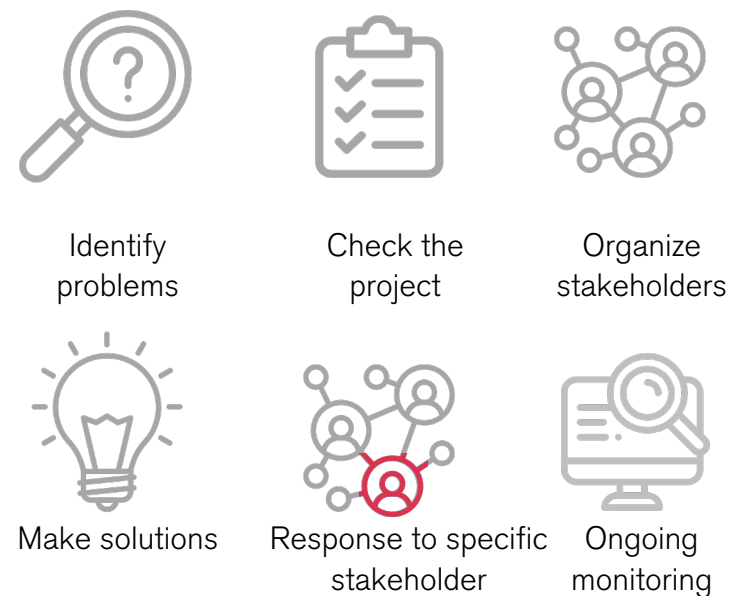 ?
Identify
problems
Check the
project
Organize
stakeholders
Make solutions
Response to specific
stakeholder
Ongoing
monitoring